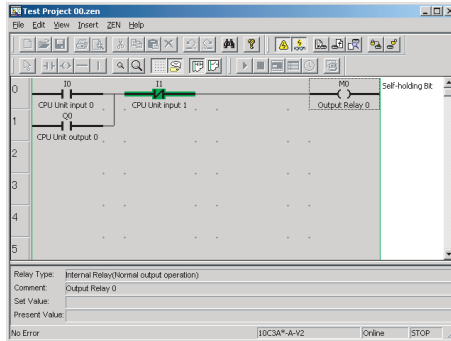 Test Project 00.zen
File Edit View Insert ZEN Help
0 I0 I1 M0 Self-holding Bit
CPU Unit input 0 CPU Unit input 1 Output Relay 0
1 Q0
CPU Unit output 0
2
3
4
5
Relay Type: Internal Relay(Normal output operation)
Comment: Output Relay 0
Set Value:
Present Value:
No Error 10C3A*-A-V2 Online STOP